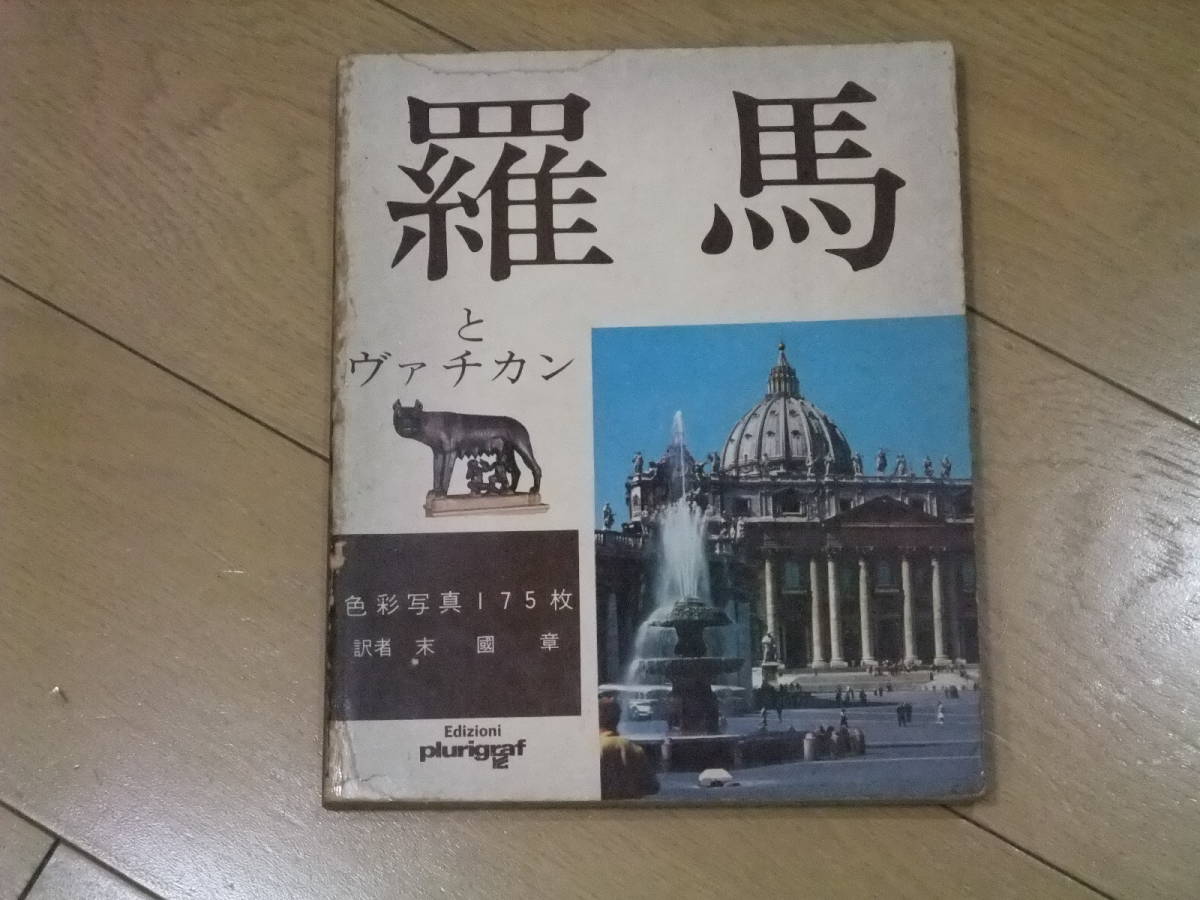 羅馬
と
ヴァチカン
色彩写真175枚
訳者 末國章
Edizioni
plurigraf